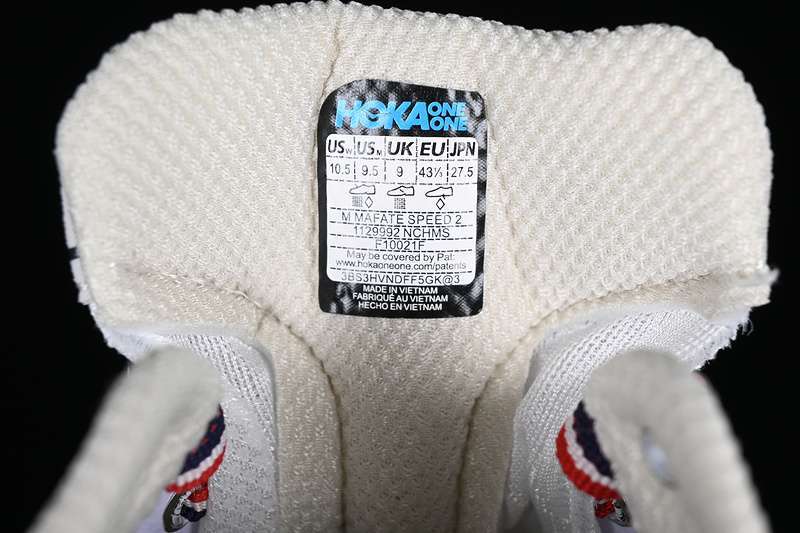 HOKA ONE ONE
USW USM UK EU JPN
10.5 9.5 9 43⅓ 27.5
M MAFATE SPEED 2
1129992 NCHMS
F10021F
May be covered by Pat:
www.hokaoneone.com/patents
3BS3HVNDFF5GK@3
MADE IN VIETNAM
FABRIQUÉ AU VIETNAM
HECHO EN VIETNAM